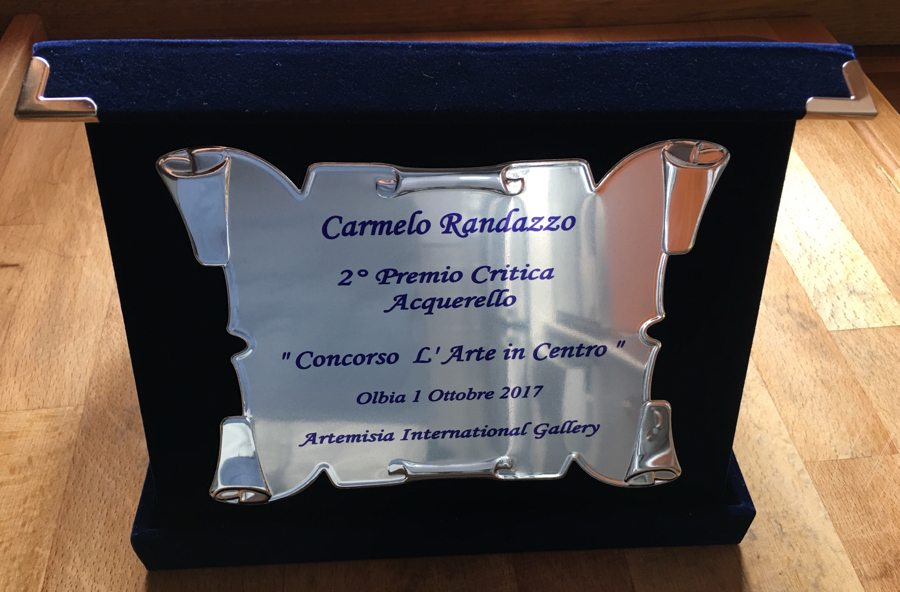 Carmelo Randazzo
2° Premio Critica
Acquerello
" Concorso L' Arte in Centro "
Olbia 1 Ottobre 2017
Artemisia International Gallery